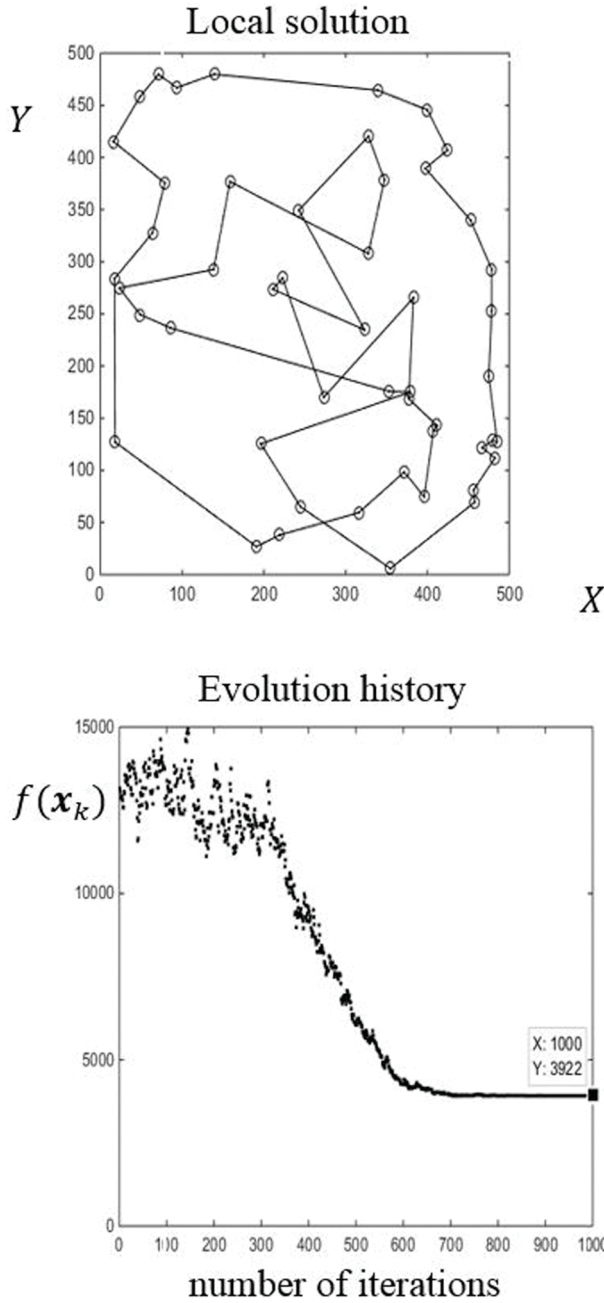 Local solution
500
450
Y
400
350
300
250
200
150
100
50
0
0 100 200 300 400 500
X
Evolution history
15000
f(x_k)
10000
X: 1000
Y: 3922
5000
0
0 100 200 300 400 500 600 700 800 900 1000
number of iterations